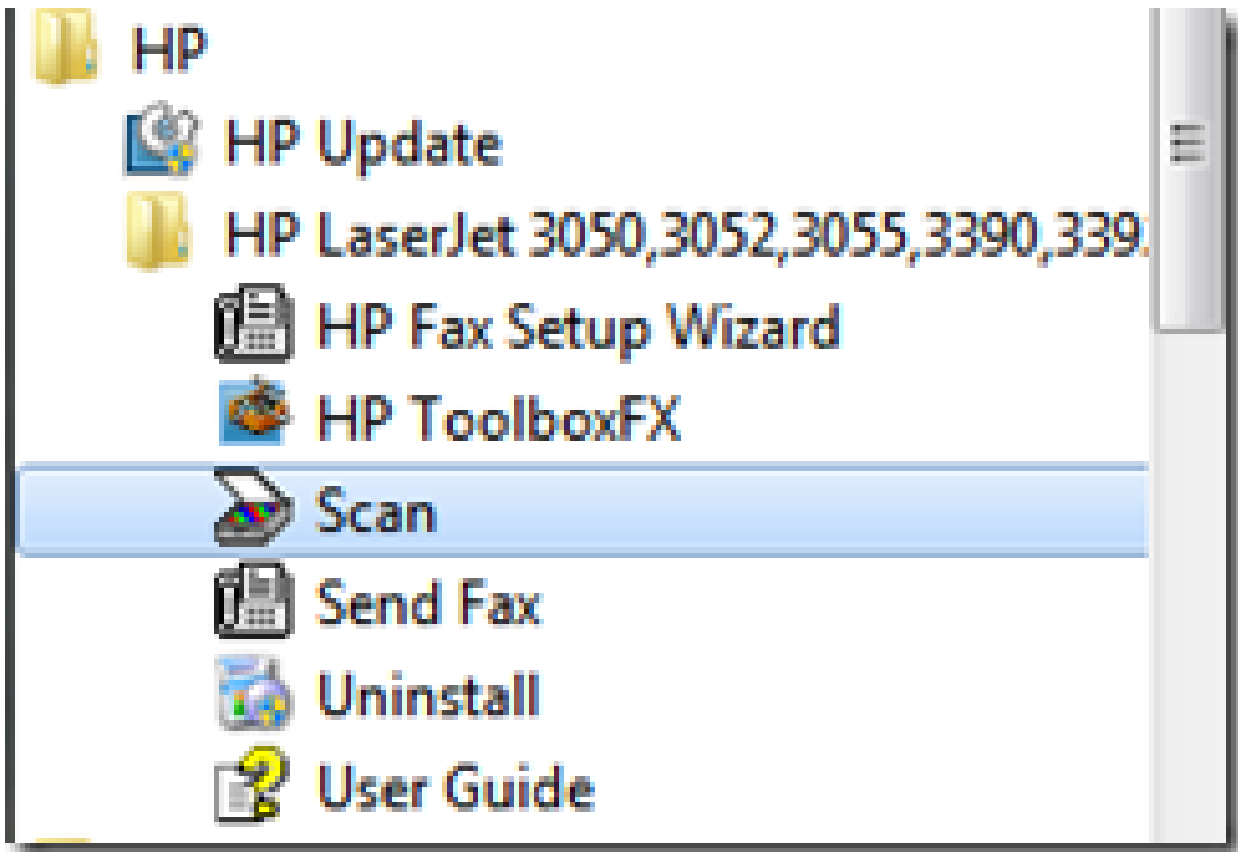 HP
HP Update
HP LaserJet 3050,3052,3055,3390,339
HP Fax Setup Wizard
HP ToolboxFX
Scan
Send Fax
Uninstall
User Guide